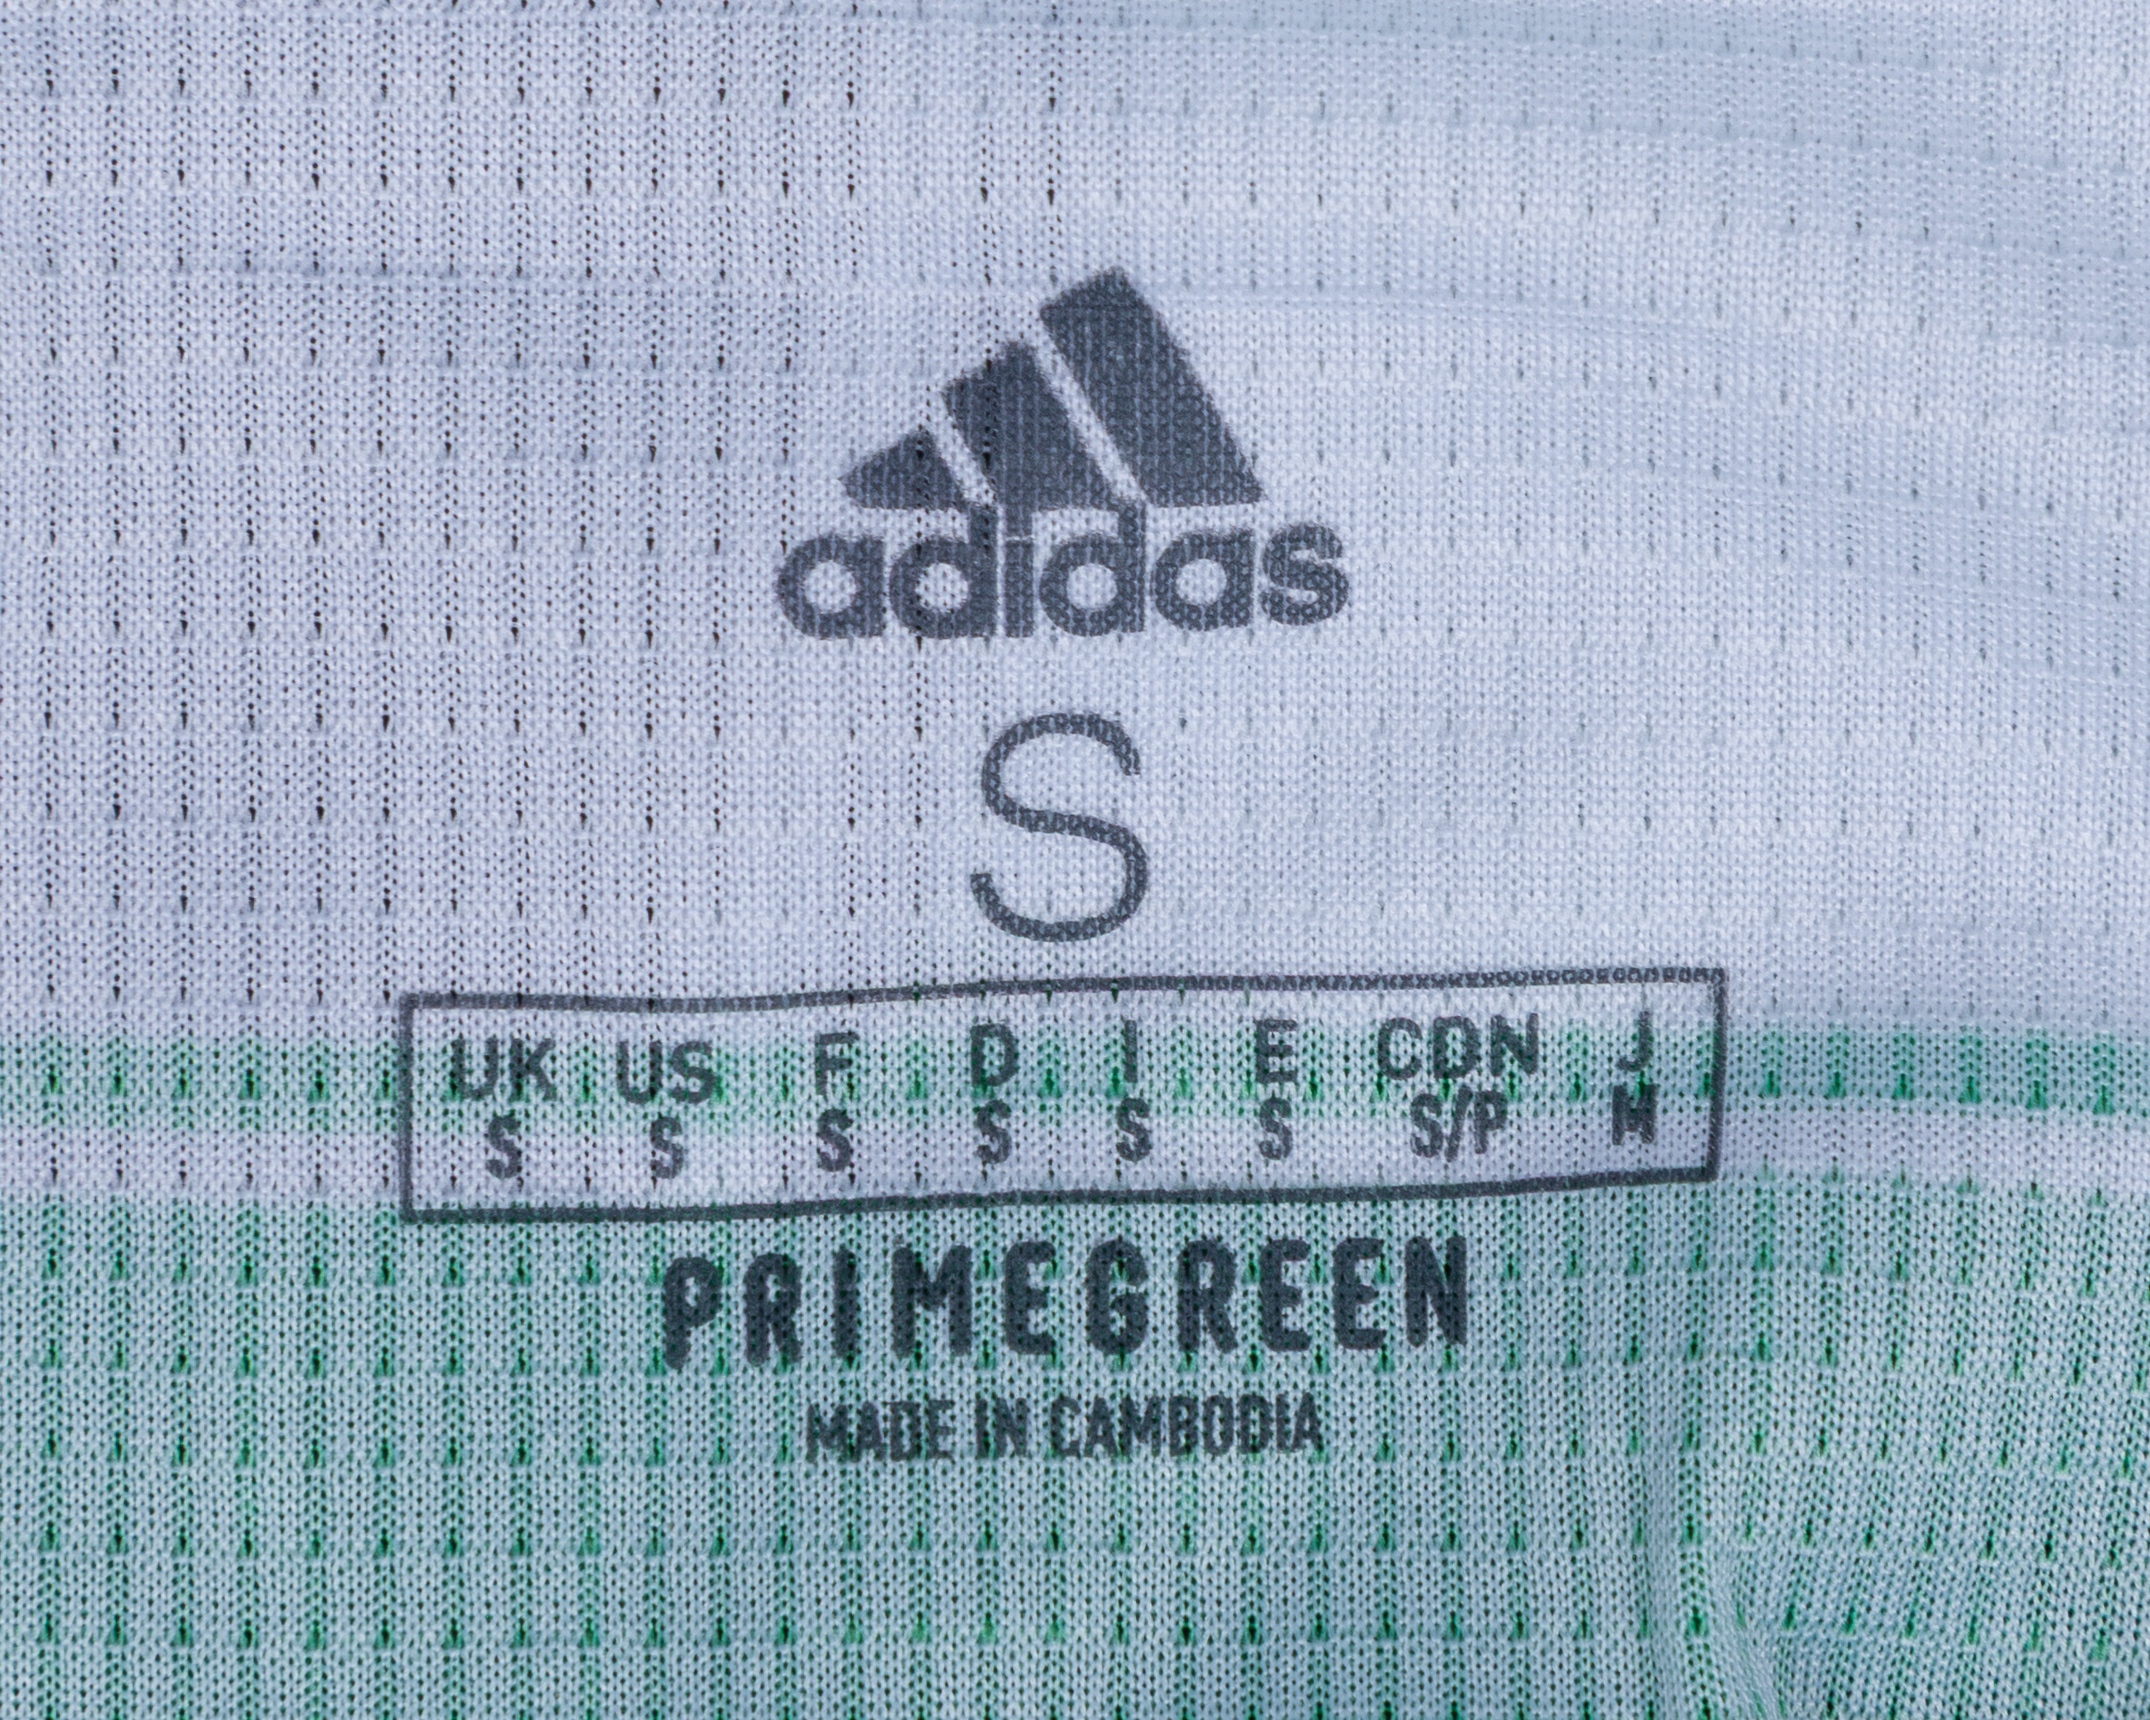 adidas
S
UK US F D I E CDN J
S S S S S S S/P M
PRIMEGREEN
MADE IN CAMBODIA